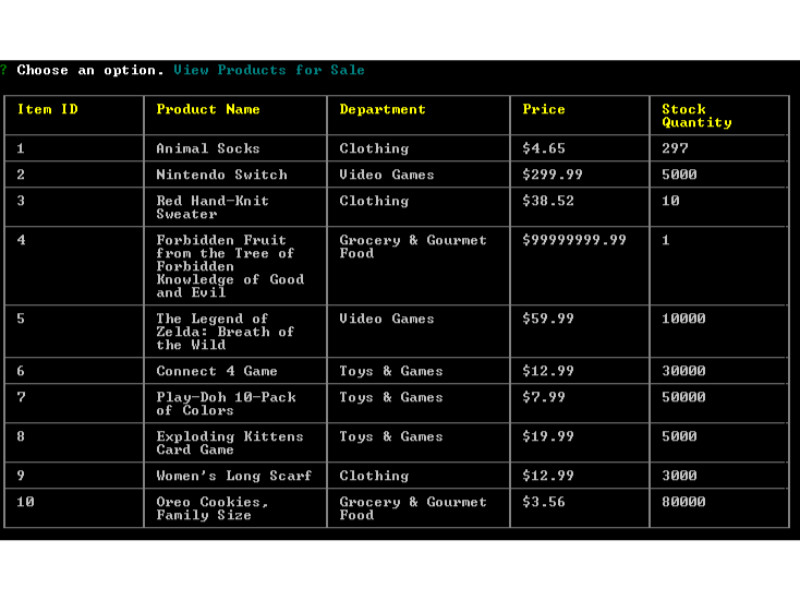 ? Choose an option. View Products for Sale
Item ID Product Name Department Price Stock
Quantity
1 Animal Socks Clothing $4.65 297
2 Nintendo Switch Video Games $299.99 5000
3 Red Hand-Knit Clothing $38.52 10
Sweater
4 Forbidden Fruit Grocery & Gourmet $99999999.99 1
from the Tree of Food
Forbidden
Knowledge of Good
and Evil
5 The Legend of Video Games $59.99 10000
Zelda: Breath of
the Wild
6 Connect 4 Game Toys & Games $12.99 30000
7 Play-Doh 10-Pack Toys & Games $7.99 50000
of Colors
8 Exploding Kittens Toys & Games $19.99 5000
Card Game
9 Women's Long Scarf Clothing $12.99 3000
10 Oreo Cookies, Grocery & Gourmet $3.56 80000
Family Size Food